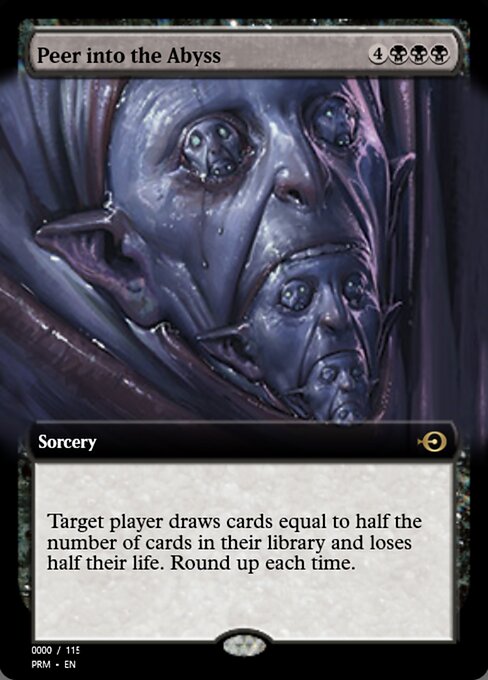 Peer into the Abyss 4
Sorcery
Target player draws cards equal to half the
number of cards in their library and loses
half their life. Round up each time.
0000 / 115
PRM • EN